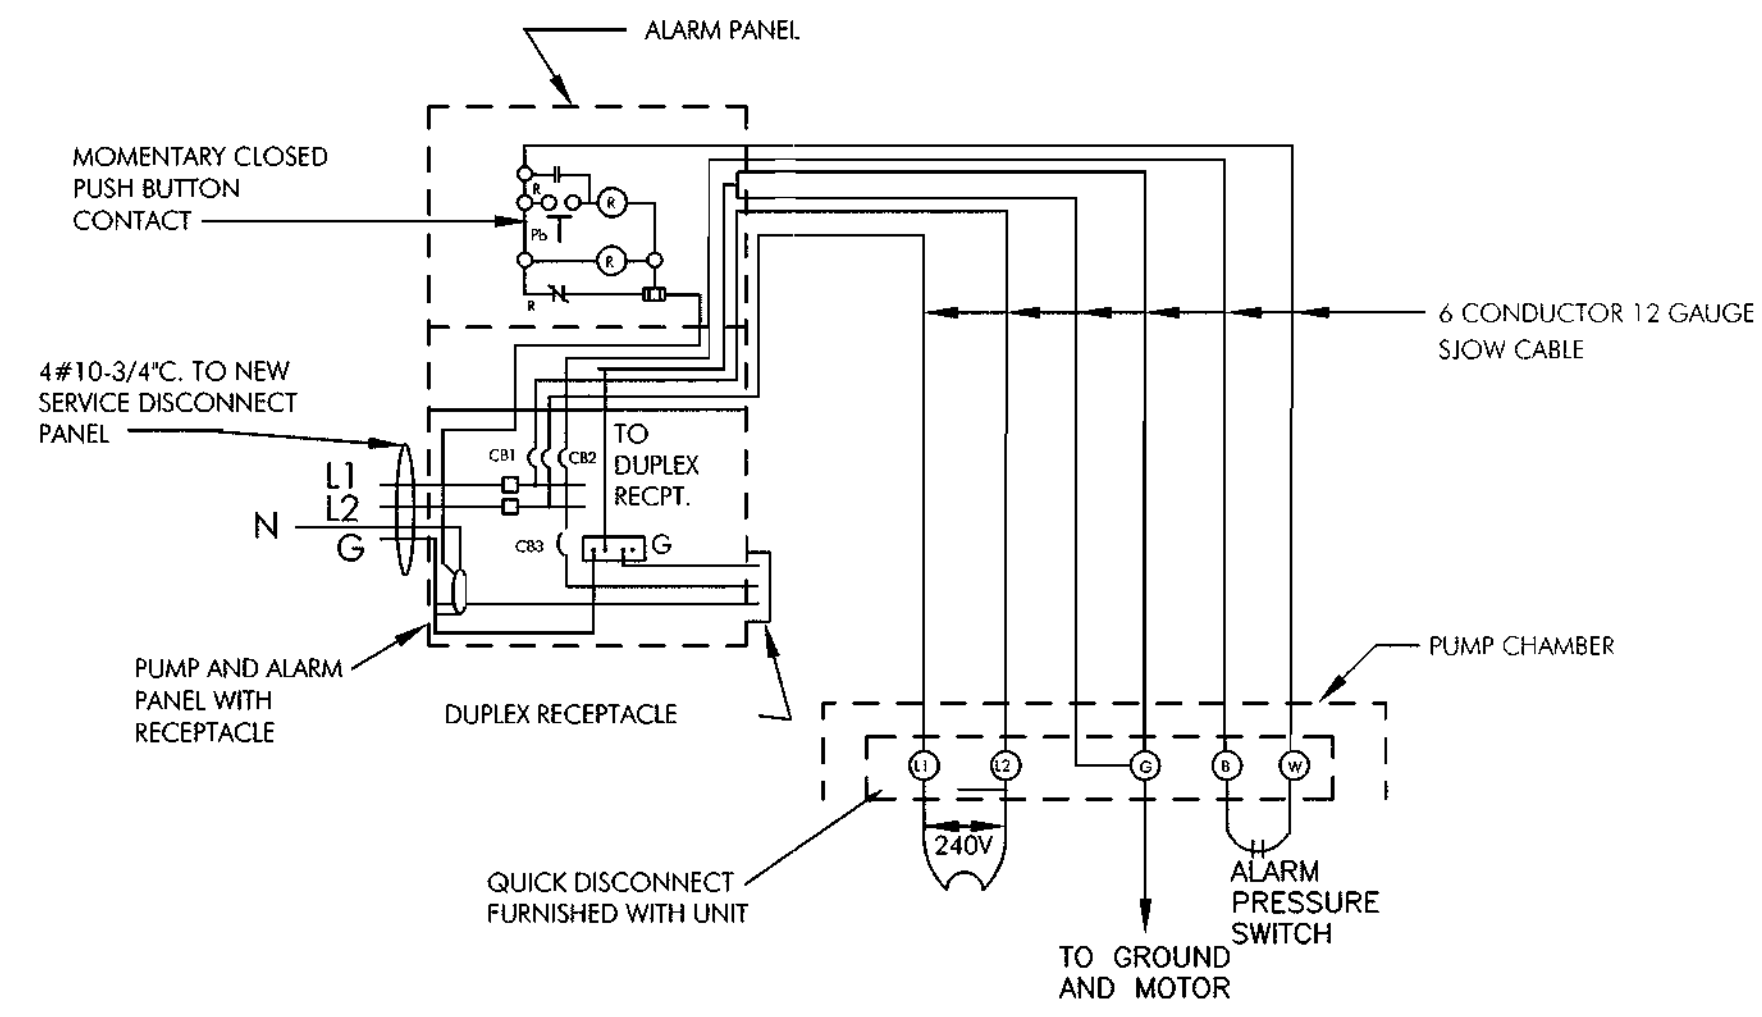 ALARM PANEL
MOMENTARY CLOSED
PUSH BUTTON
CONTACT
R
R
Pb
R
R
6 CONDUCTOR 12 GAUGE
SJOW CABLE
4#10-3/4"C. TO NEW
SERVICE DISCONNECT
PANEL
TO
DUPLEX
RECPT.
CB1
CB2
L1
L2
N
G
CB3
G
PUMP AND ALARM
PANEL WITH
RECEPTACLE
DUPLEX RECEPTACLE
PUMP CHAMBER
L1
L2
G
B
W
240V
QUICK DISCONNECT
FURNISHED WITH UNIT
ALARM
PRESSURE
SWITCH
TO GROUND
AND MOTOR